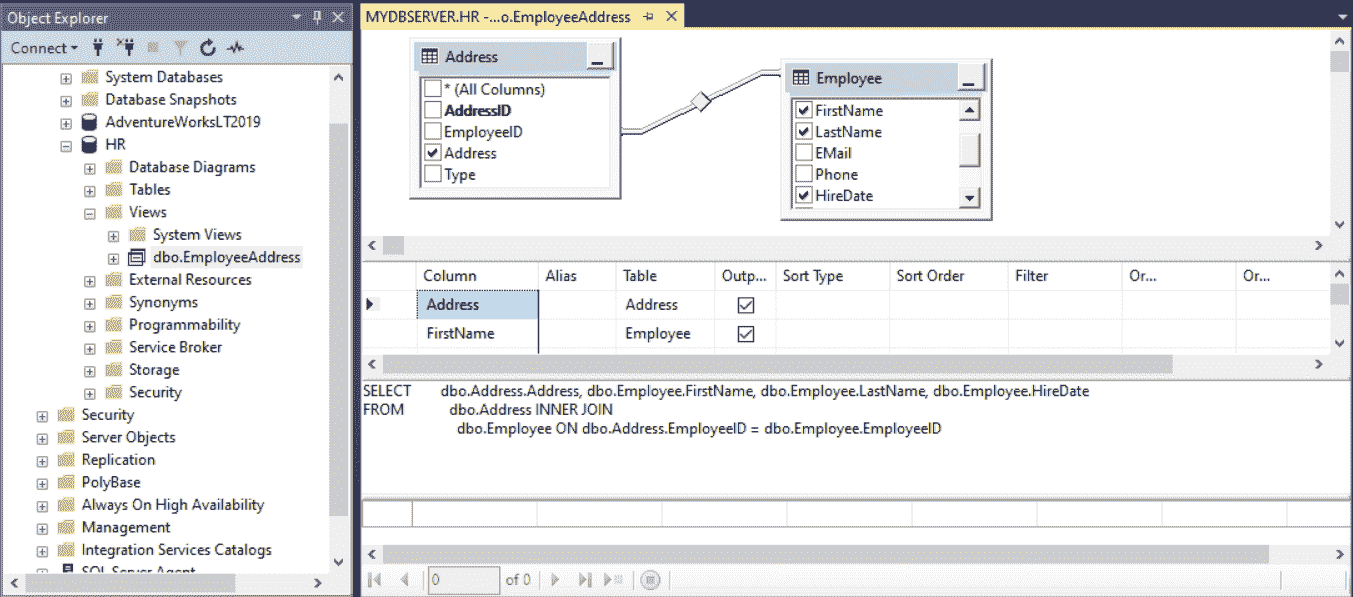 Object Explorer
Connect
System Databases
Database Snapshots
AdventureWorksLT2019
HR
Database Diagrams
Tables
Views
System Views
dbo.EmployeeAddress
External Resources
Synonyms
Programmability
Service Broker
Storage
Security
Security
Server Objects
Replication
PolyBase
Always On High Availability
Management
Integration Services Catalogs
SQL Server Agent
MYDBSERVER.HR -...o.EmployeeAddress
Address
* (All Columns)
AddressID
EmployeeID
Address
Type
Employee
FirstName
LastName
EMail
Phone
HireDate
Column Alias Table Outp... Sort Type Sort Order Filter Or... Or...
Address Address
FirstName Employee
SELECT dbo.Address.Address, dbo.Employee.FirstName, dbo.Employee.LastName, dbo.Employee.HireDate
FROM dbo.Address INNER JOIN
dbo.Employee ON dbo.Address.EmployeeID = dbo.Employee.EmployeeID
0 of 0